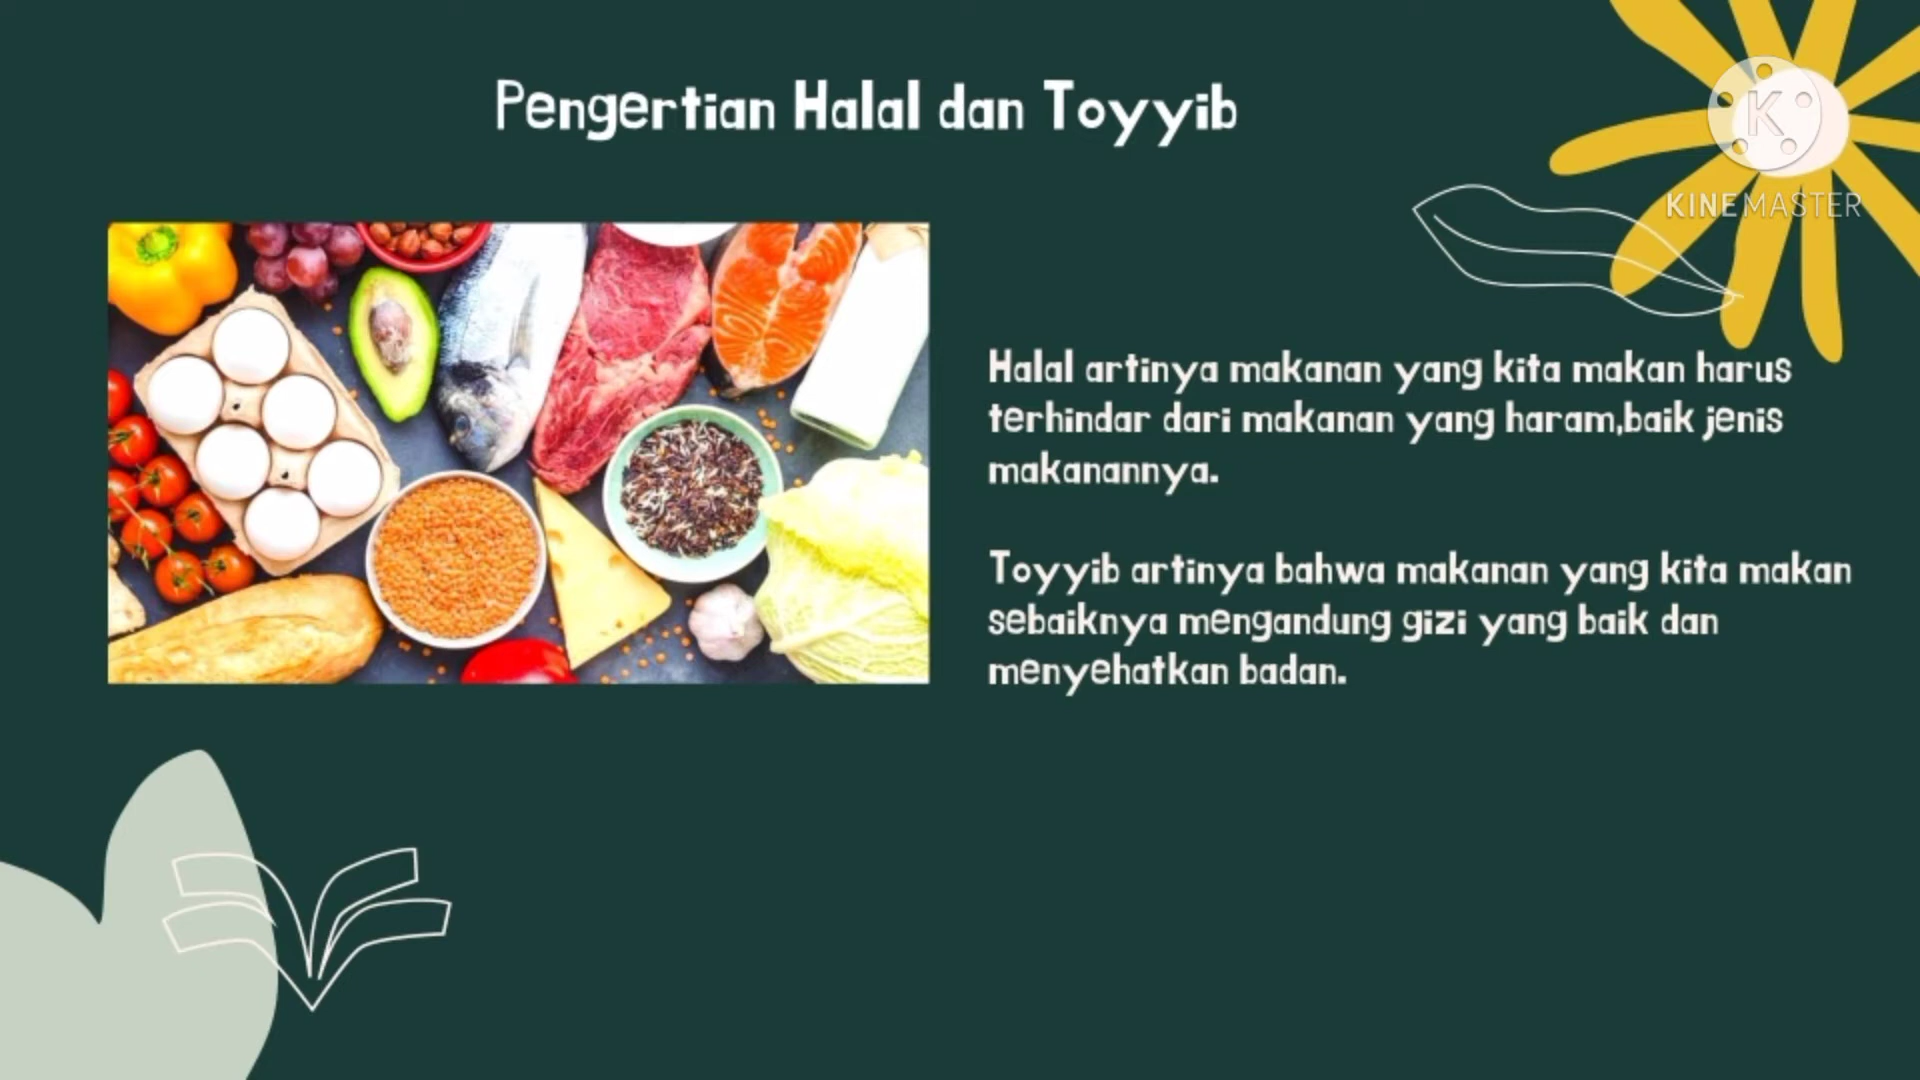 Pengertian Halal dan Toyyib
K
KINEMASTER
Halal artinya makanan yang kita makan harus
terhindar dari makanan yang haram,baik jenis
makanannya.
Toyyib artinya bahwa makanan yang kita makan
sebaiknya mengandung gizi yang baik dan
menyehatkan badan.